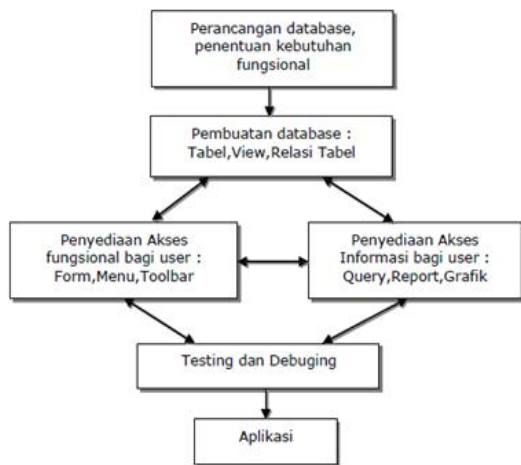 Perancangan database,
penentuan kebutuhan
fungsional
Pembuatan database :
Tabel,View,Relasi Tabel
Penyediaan Akses
fungsional bagi user :
Form,Menu,Toolbar
Penyediaan Akses
Informasi bagi user :
Query,Report,Grafik
Testing dan Debuging
Aplikasi